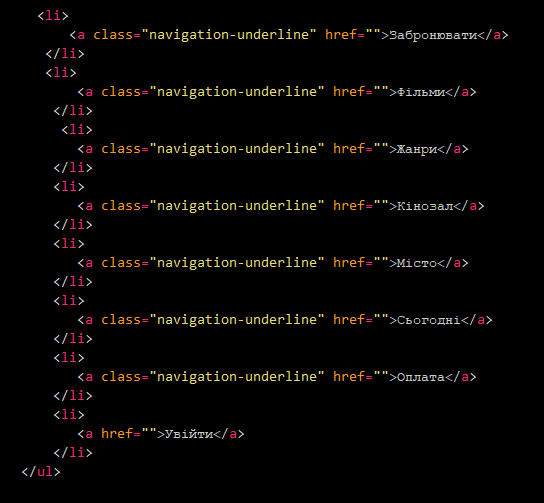 <li>
<a class="navigation-underline" href="">Забронювати</a>
</li>
<li>
<a class="navigation-underline" href="">Фільми</a>
</li>
<li>
<a class="navigation-underline" href="">Жанри</a>
</li>
<li>
<a class="navigation-underline" href="">Кінозал</a>
</li>
<li>
<a class="navigation-underline" href="">Місто</a>
</li>
<li>
<a class="navigation-underline" href="">Сьогодні</a>
</li>
<li>
<a class="navigation-underline" href="">Оплата</a>
</li>
<li>
<a href="">Увійти</a>
</li>
</ul>